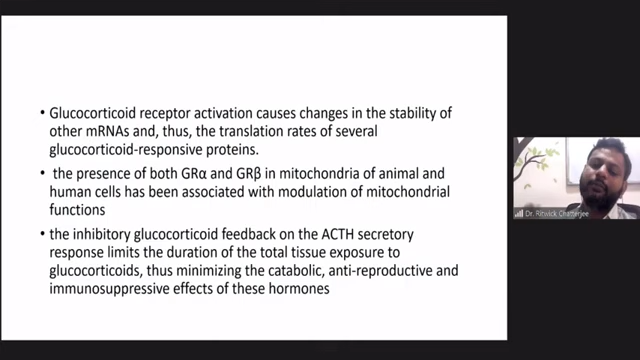 • Glucocorticoid receptor activation causes changes in the stability of
other mRNAs and, thus, the translation rates of several
glucocorticoid-responsive proteins.
• the presence of both GRα and GRβ in mitochondria of animal and
human cells has been associated with modulation of mitochondrial
functions
• the inhibitory glucocorticoid feedback on the ACTH secretory
response limits the duration of the total tissue exposure to
glucocorticoids, thus minimizing the catabolic, anti-reproductive and
immunosuppressive effects of these hormones
Dr. Ritwick Chatterjee